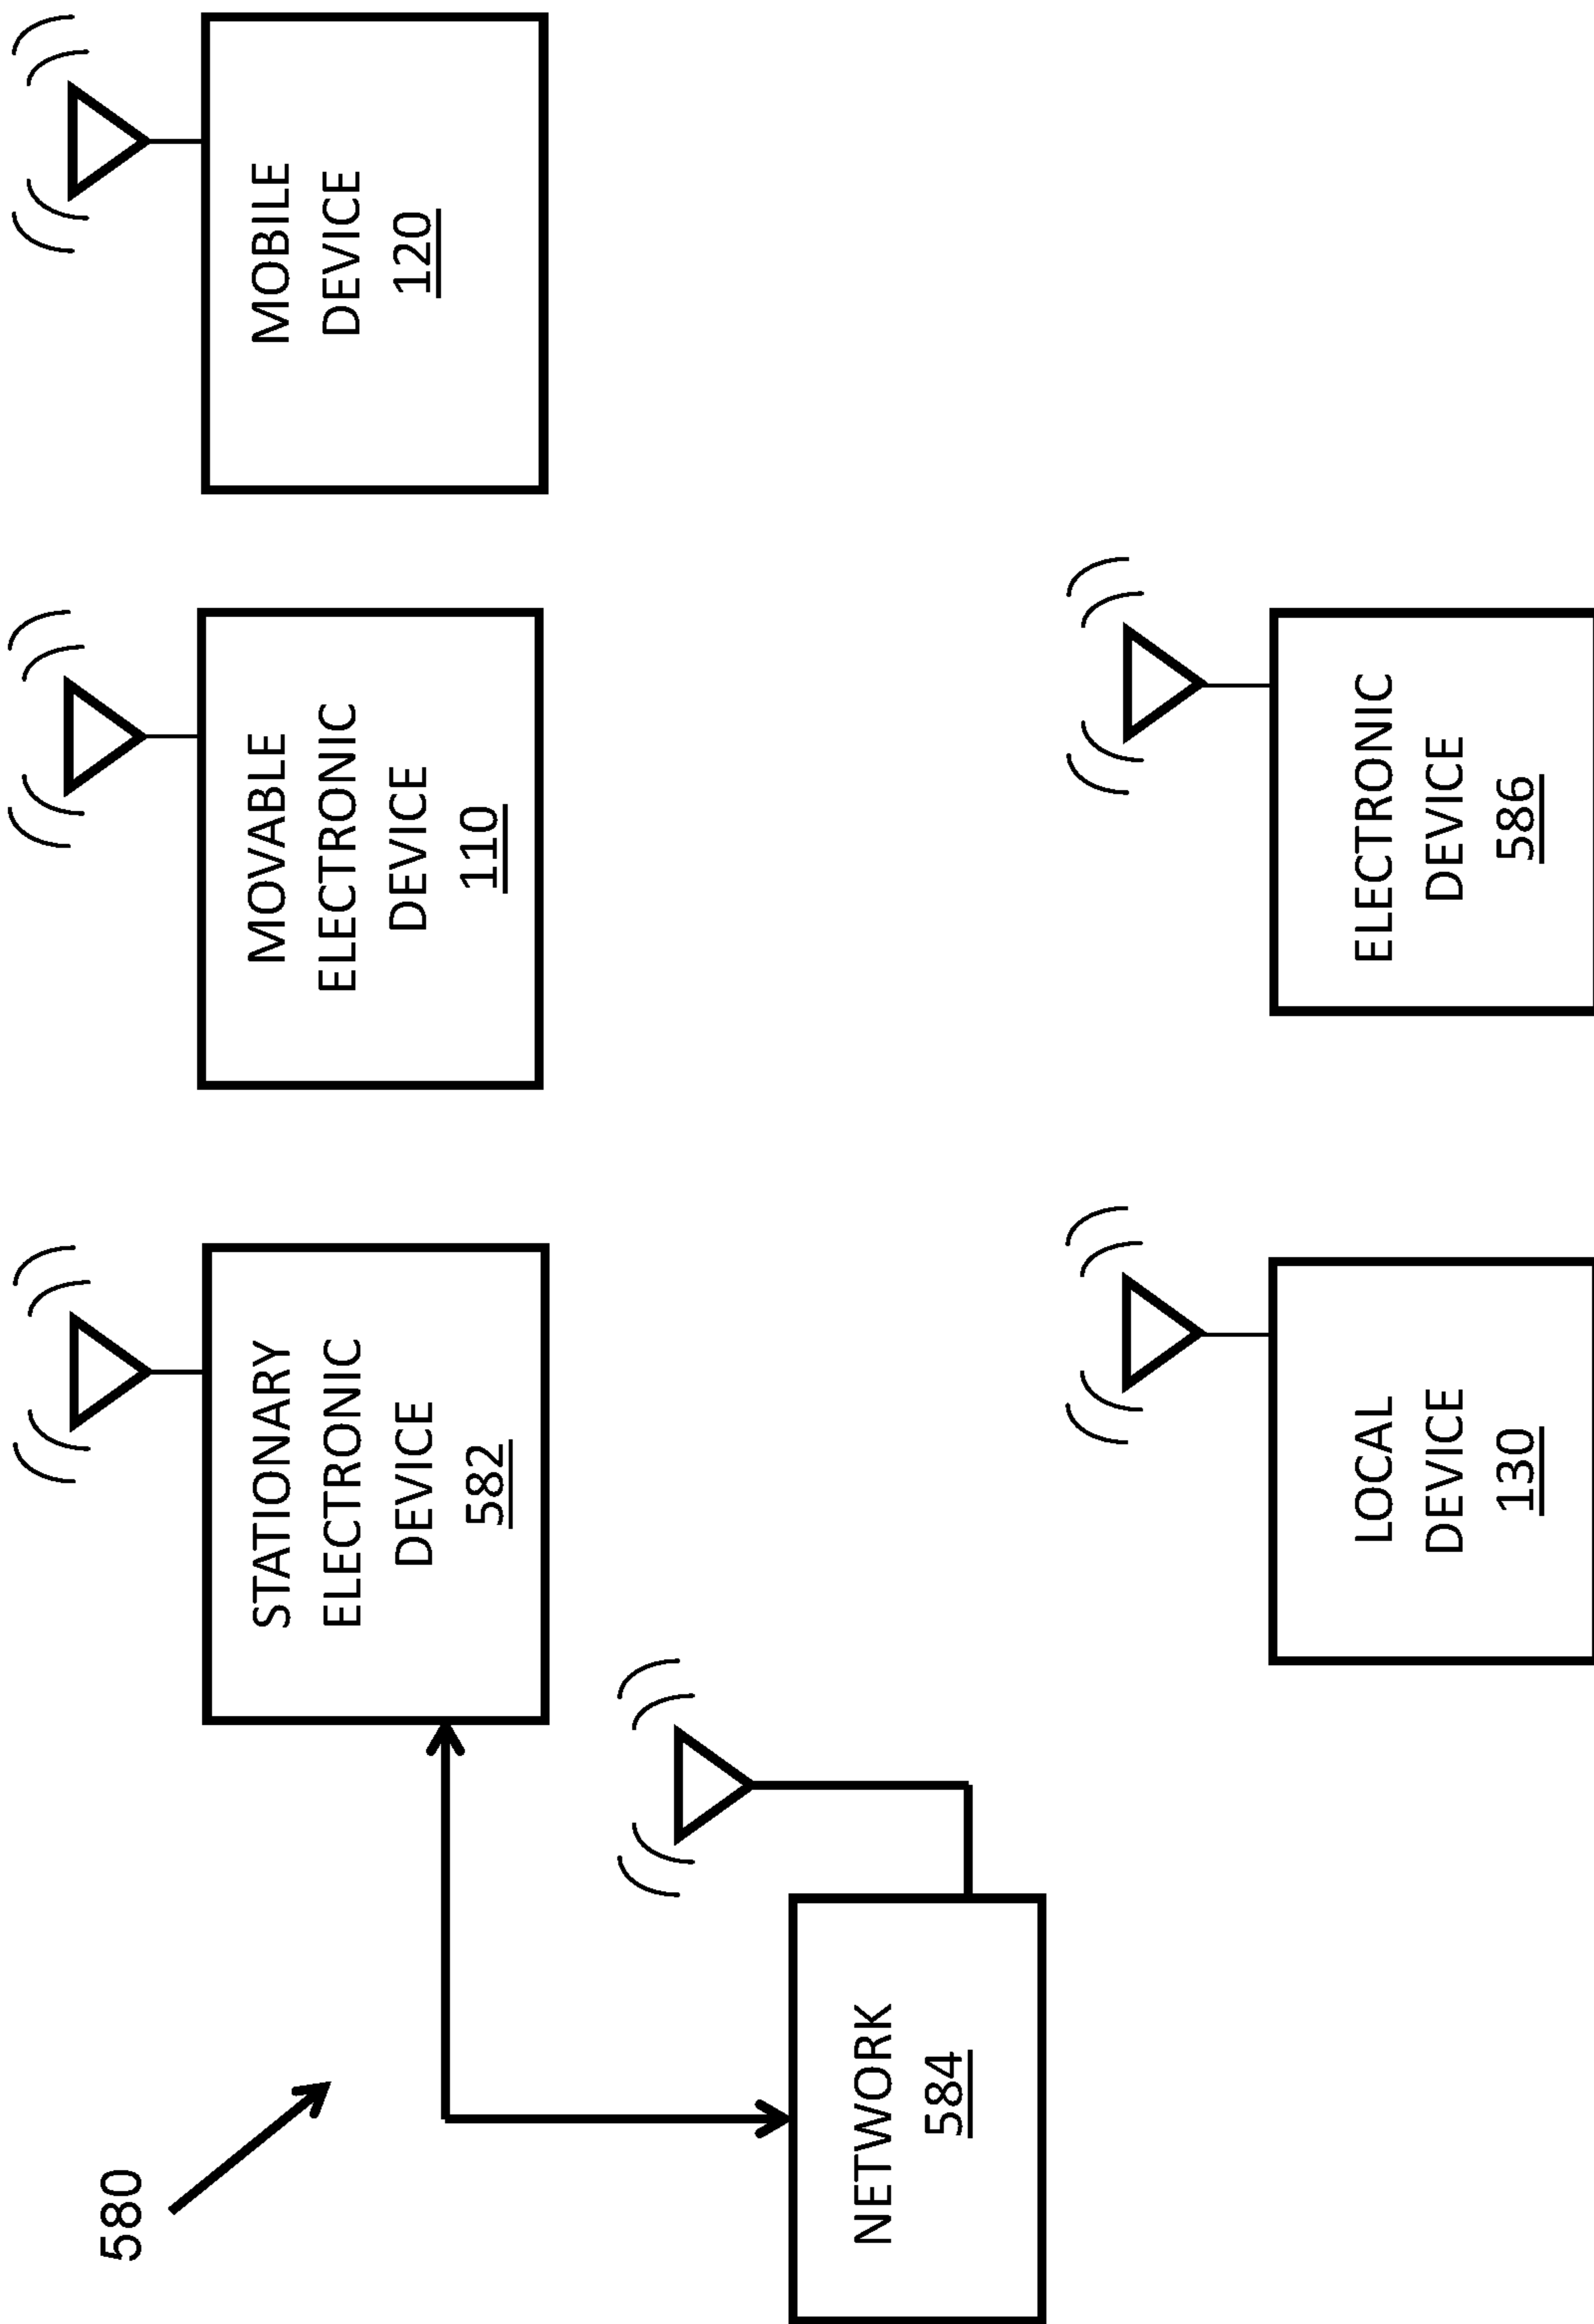 580
STATIONARY
ELECTRONIC
DEVICE
582
MOVABLE
ELECTRONIC
DEVICE
110
MOBILE
DEVICE
120
NETWORK
584
LOCAL
DEVICE
130
ELECTRONIC
DEVICE
586